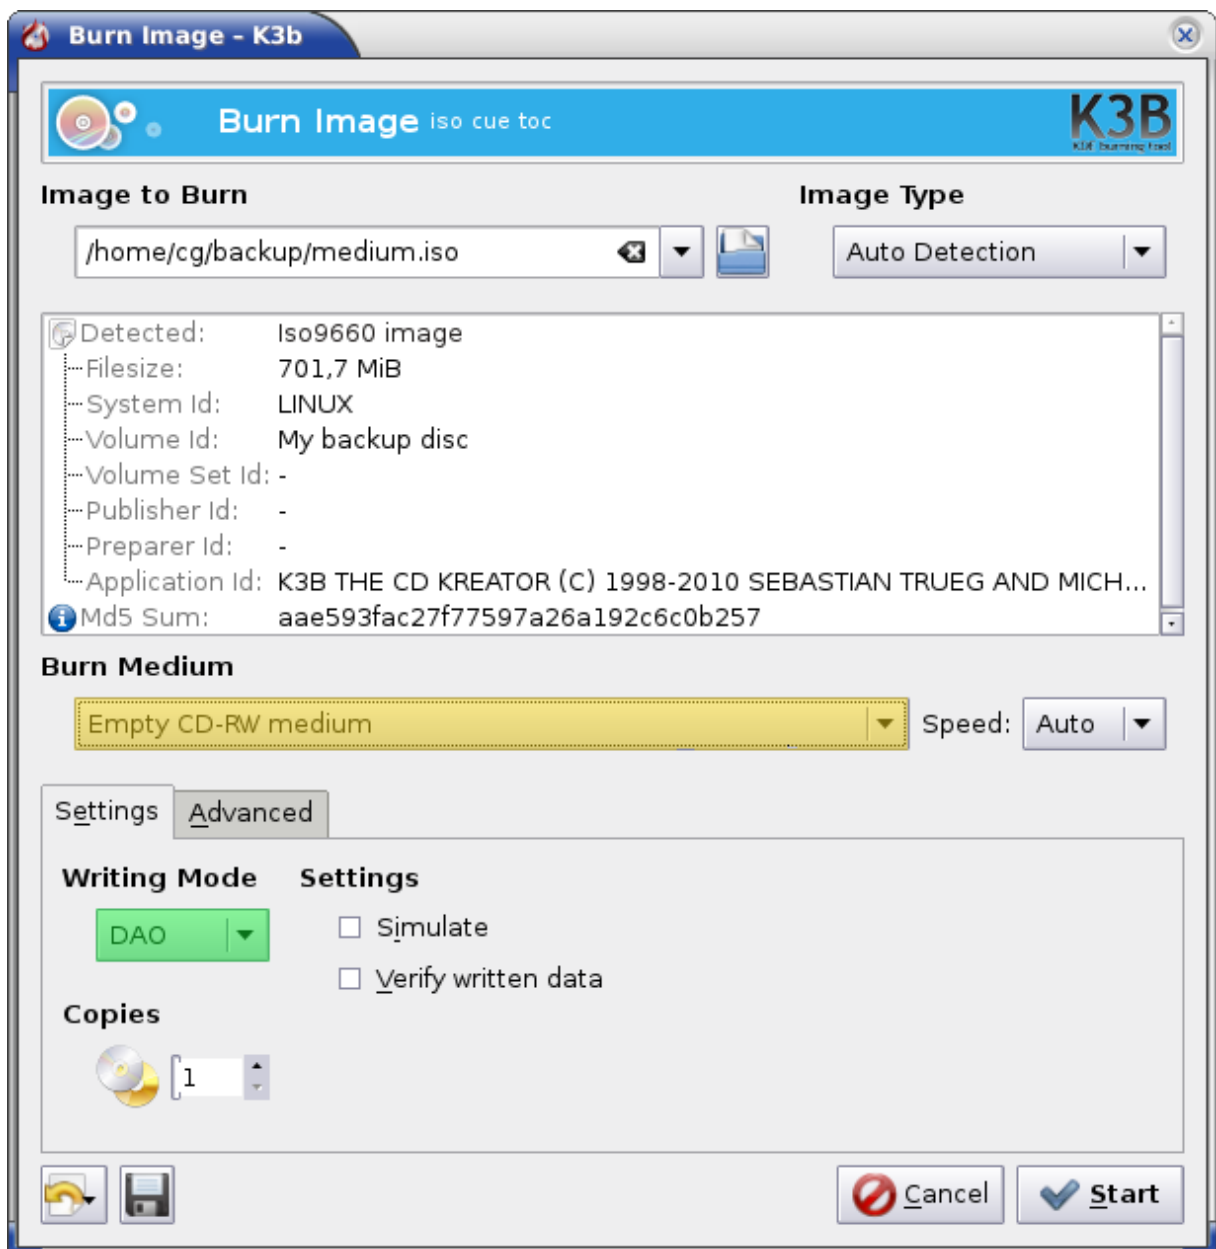 Burn Image – K3b
Burn Image iso cue toc
K3B
KDE burning tool
Image to Burn
Image Type
/home/cg/backup/medium.iso
Auto Detection
Detected: Iso9660 image
Filesize: 701,7 MiB
System Id: LINUX
Volume Id: My backup disc
Volume Set Id: -
Publisher Id: -
Preparer Id: -
Application Id: K3B THE CD KREATOR (C) 1998-2010 SEBASTIAN TRUEG AND MICH...
Md5 Sum: aae593fac27f77597a26a192c6c0b257
Burn Medium
Empty CD-RW medium
Speed: Auto
Settings Advanced
Writing Mode
DAO
Settings
Simulate
Verify written data
Copies
1
Cancel
Start